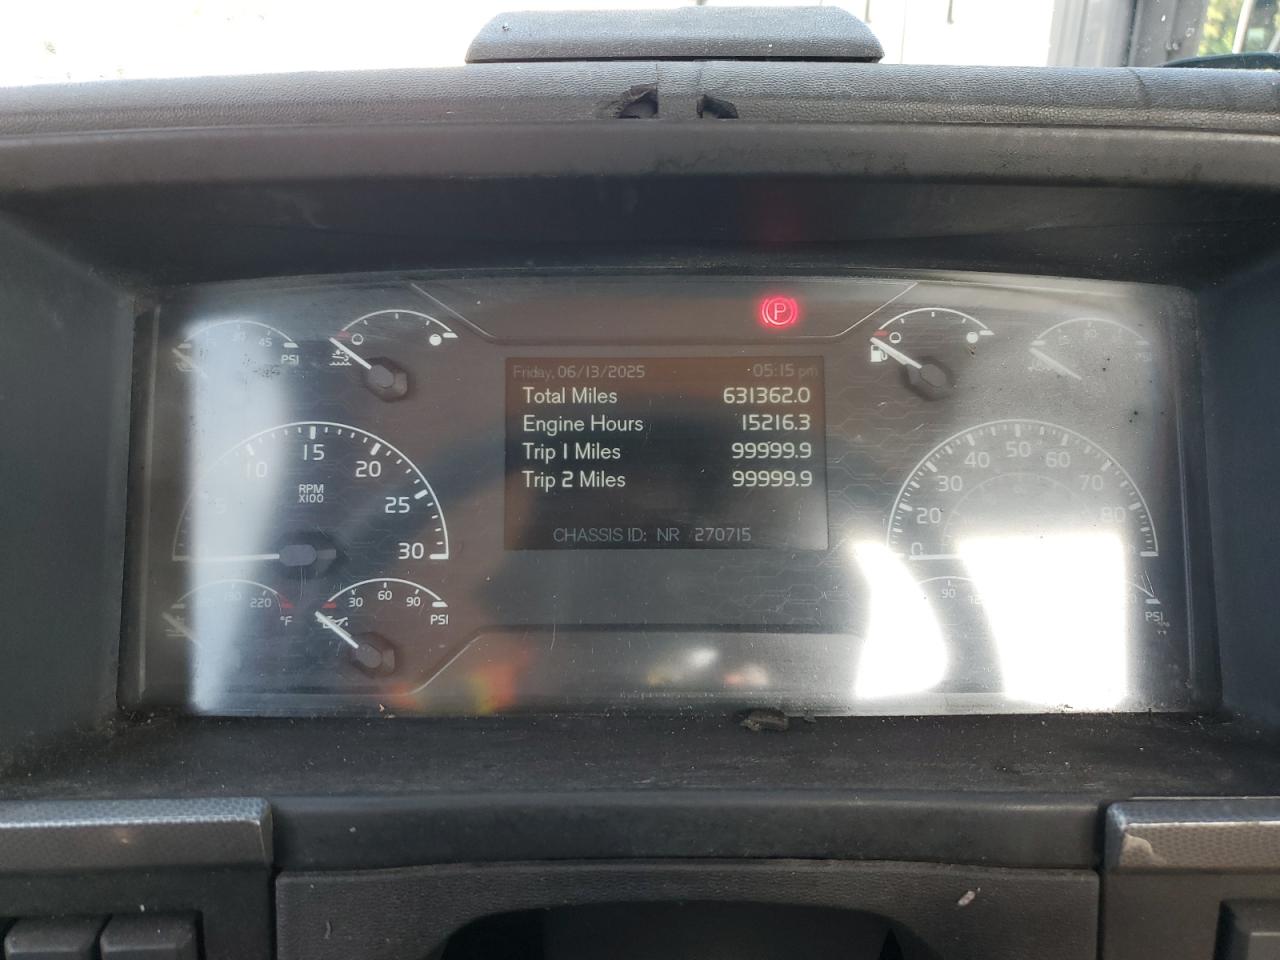 P
45
PSI
Friday, 06/13/2025 05:15 pm
Total Miles 631362.0
Engine Hours 15216.3
Trip 1 Miles 99999.9
Trip 2 Miles 99999.9
CHASSIS ID: NR 270715
5 10 15 20 25 30
RPM
X100
0 20 30 40 50 60 70 80
220
°F
30 60 90
PSI
90
PSI